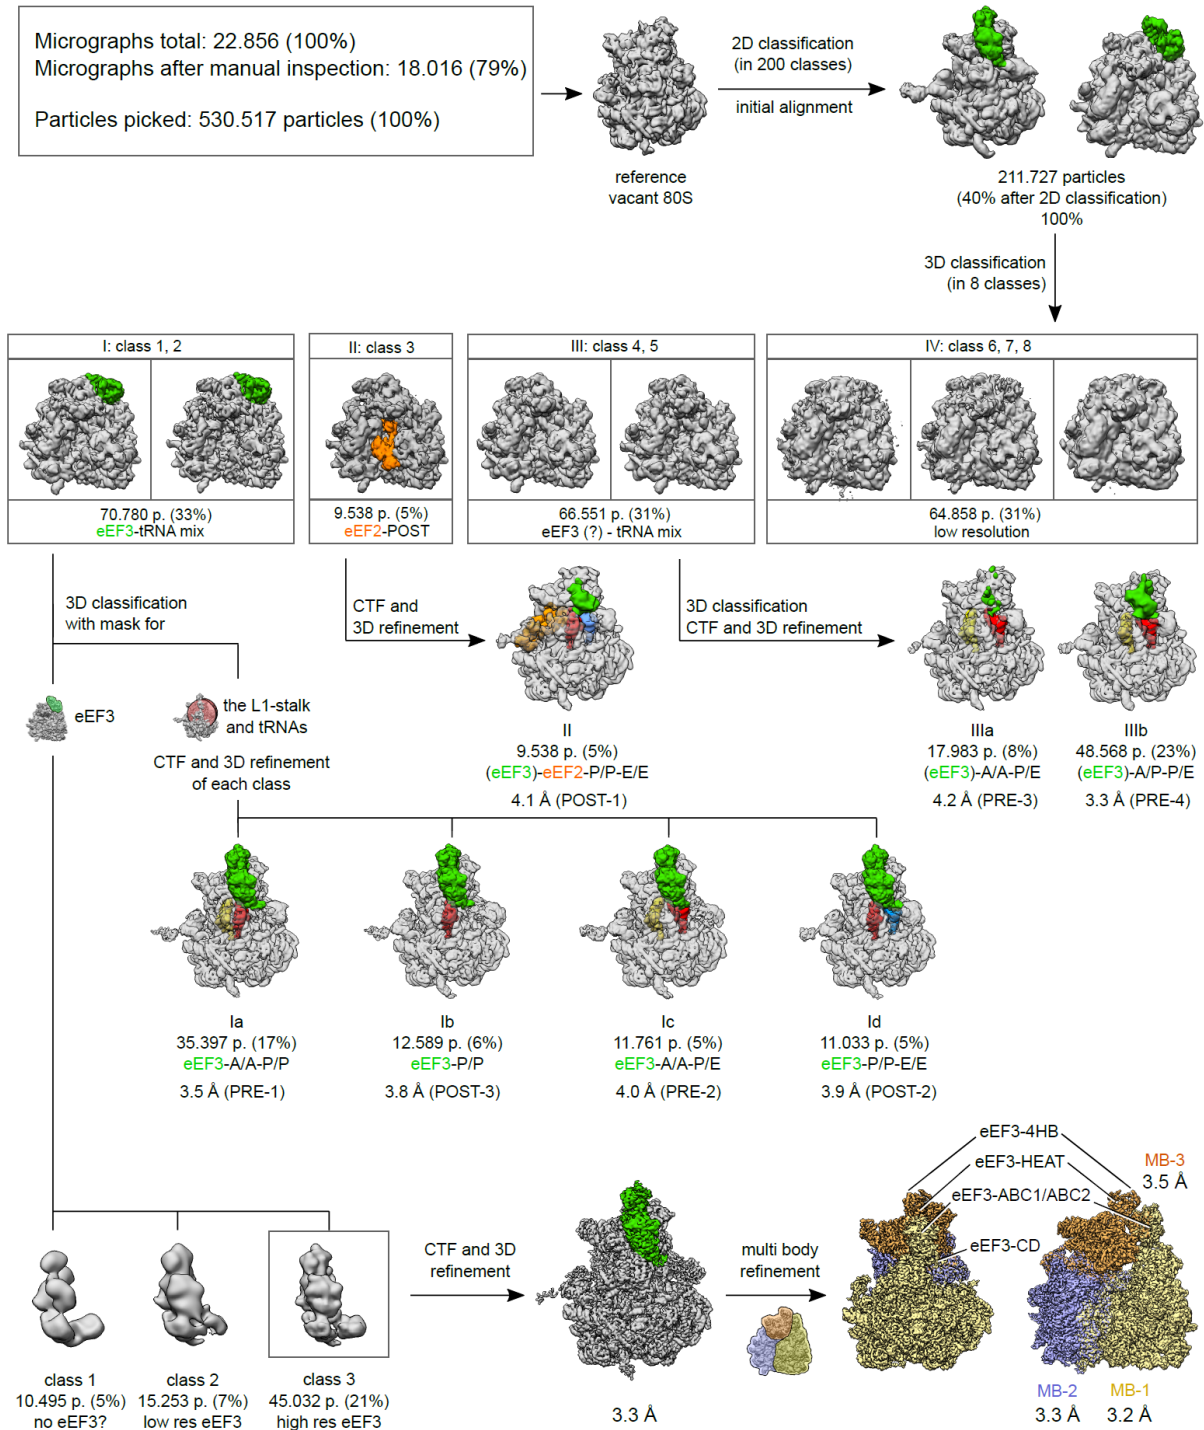 Micrographs total: 22.856 (100%)
Micrographs after manual inspection: 18.016 (79%)
Particles picked: 530.517 particles (100%)
reference
vacant 80S
2D classification
(in 200 classes)
initial alignment
211.727 particles
(40% after 2D classification)
100%
3D classification
(in 8 classes)
I: class 1, 2
70.780 p. (33%)
eEF3-tRNA mix
II: class 3
9.538 p. (5%)
eEF2-POST
III: class 4, 5
66.551 p. (31%)
eEF3 (?) - tRNA mix
IV: class 6, 7, 8
64.858 p. (31%)
low resolution
3D classification
with mask for
eEF3
the L1-stalk
and tRNAs
CTF and 3D refinement
of each class
CTF and
3D refinement
II
9.538 p. (5%)
(eEF3)-eEF2-P/P-E/E
4.1 Å (POST-1)
3D classification
CTF and 3D refinement
IIIa
17.983 p. (8%)
(eEF3)-A/A-P/E
4.2 Å (PRE-3)
IIIb
48.568 p. (23%)
(eEF3)-A/P-P/E
3.3 Å (PRE-4)
Ia
35.397 p. (17%)
eEF3-A/A-P/P
3.5 Å (PRE-1)
Ib
12.589 p. (6%)
eEF3-P/P
3.8 Å (POST-3)
Ic
11.761 p. (5%)
eEF3-A/A-P/E
4.0 Å (PRE-2)
Id
11.033 p. (5%)
eEF3-P/P-E/E
3.9 Å (POST-2)
class 1
10.495 p. (5%)
no eEF3?
class 2
15.253 p. (7%)
low res eEF3
class 3
45.032 p. (21%)
high res eEF3
CTF and 3D
refinement
3.3 Å
multi body
refinement
eEF3-4HB
eEF3-HEAT
eEF3-ABC1/ABC2
eEF3-CD
MB-3
3.5 Å
MB-2
3.3 Å
MB-1
3.2 Å